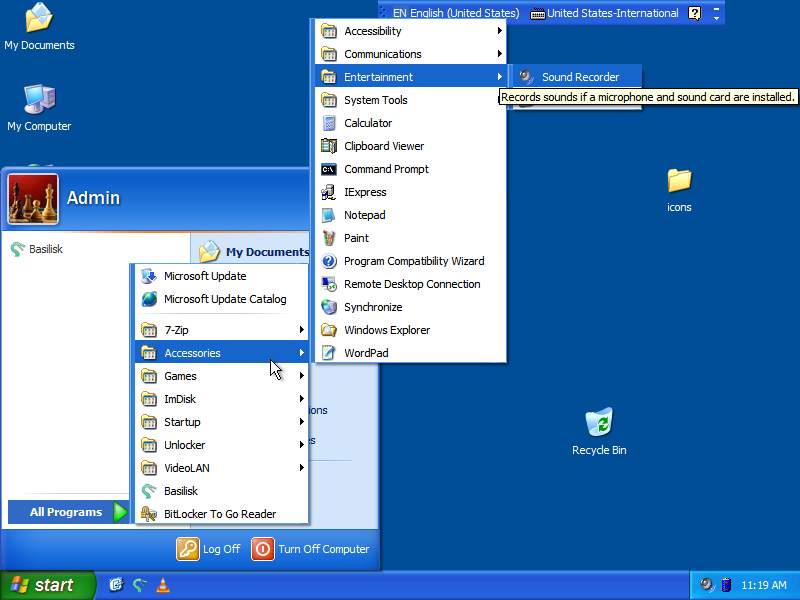 EN English (United States)
United States-International
My Documents
My Computer
Accessibility
Communications
Entertainment
System Tools
Calculator
Clipboard Viewer
Command Prompt
IExpress
Notepad
Paint
Program Compatibility Wizard
Remote Desktop Connection
Synchronize
Windows Explorer
WordPad
Sound Recorder
Records sounds if a microphone and sound card are installed.
icons
Recycle Bin
Admin
Basilisk
My Documents
Microsoft Update
Microsoft Update Catalog
7-Zip
Accessories
Games
ImDisk
Startup
Unlocker
VideoLAN
Basilisk
BitLocker To Go Reader
All Programs
Log Off
Turn Off Computer
start
11:19 AM